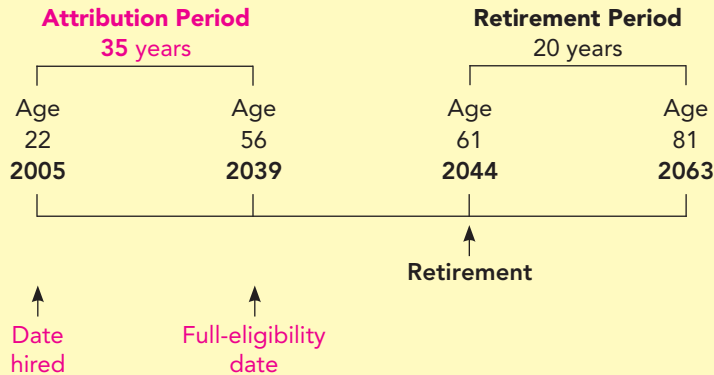 Attribution Period
35 years
Retirement Period
20 years
Age
22
2005
Age
56
2039
Age
61
2044
Age
81
2063
Retirement
Date
hired
Full-eligibility
date